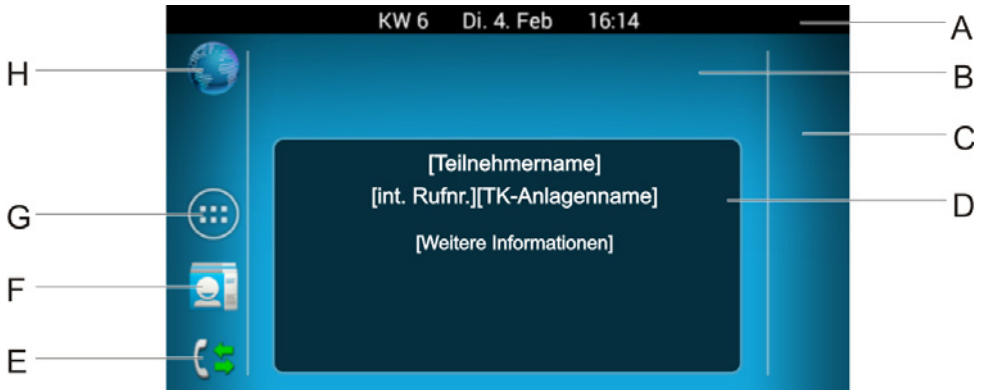 KW 6 Di. 4. Feb 16:14
A
H
B
C
[Teilnehmername]
[int. Rufnr.][TK-Anlagenname]
D
G
[Weitere Informationen]
F
E